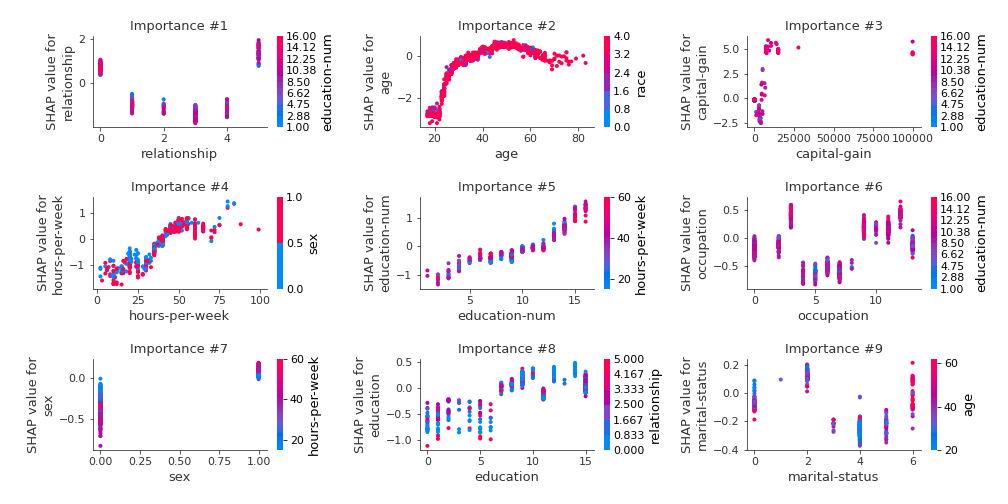 Importance #1
SHAP value for
relationship
2
0
0
2
4
relationship
16.00
14.12
12.25
10.38
8.50
6.62
4.75
2.88
1.00
education-num
Importance #2
SHAP value for
age
0
−2
20
40
60
80
age
4.0
3.2
2.4
1.6
0.8
0.0
race
Importance #3
SHAP value for
capital-gain
5.0
2.5
0.0
−2.5
0
25000
50000
75000
100000
capital-gain
16.00
14.12
12.25
10.38
8.50
6.62
4.75
2.88
1.00
education-num
Importance #4
SHAP value for
hours-per-week
1
0
−1
0
25
50
75
100
hours-per-week
1.0
0.5
0.0
sex
Importance #5
SHAP value for
education-num
1
0
−1
5
10
15
education-num
60
40
20
hours-per-week
Importance #6
SHAP value for
occupation
0.5
0.0
−0.5
0
5
10
occupation
16.00
14.12
12.25
10.38
8.50
6.62
4.75
2.88
1.00
education-num
Importance #7
SHAP value for
sex
0.0
−0.5
0.00
0.25
0.50
0.75
1.00
sex
60
40
20
hours-per-week
Importance #8
SHAP value for
education
0.5
0.0
−0.5
−1.0
0
5
10
15
education
5.000
4.167
3.333
2.500
1.667
0.833
0.000
relationship
Importance #9
SHAP value for
marital-status
0.2
0.0
−0.2
−0.4
0
2
4
6
marital-status
60
40
20
age